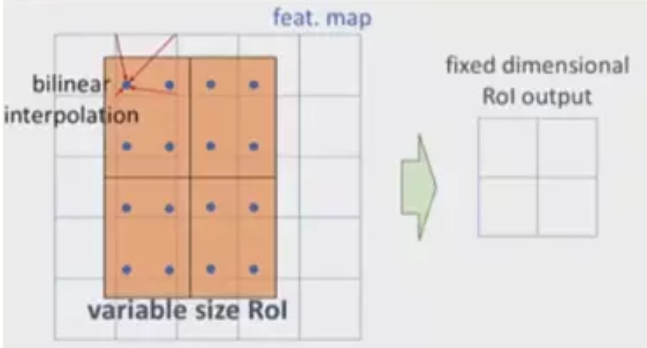 feat. map
bilinear
interpolation
variable size RoI
fixed dimensional
RoI output